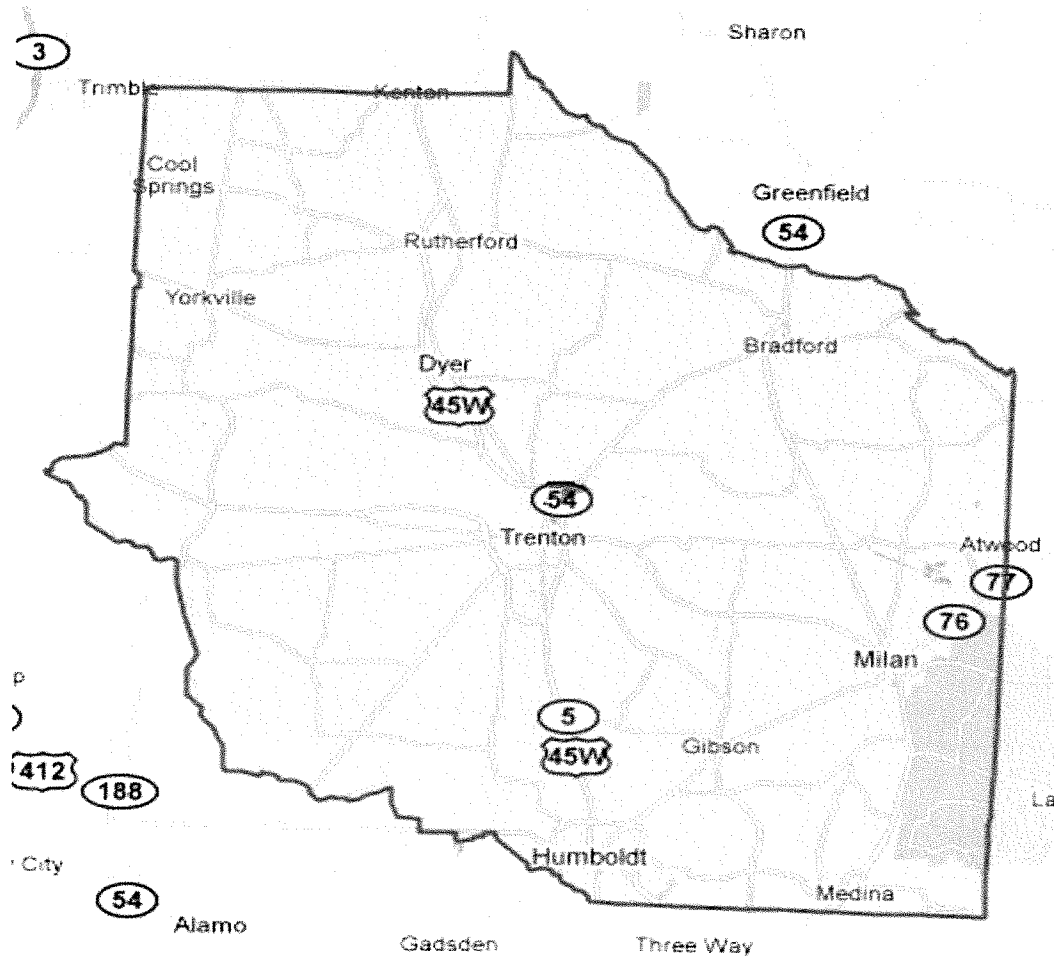 Sharon
3
Trimble
Kenton
Cool
Springs
Greenfield
54
Rutherford
Yorkville
Bradford
Dyer
45W
54
Trenton
Atwood
77
76
Milan
p
5
Gibson
45W
412
188
La
Humboldt
City
Medina
54
Alamo
Gadsden
Three Way